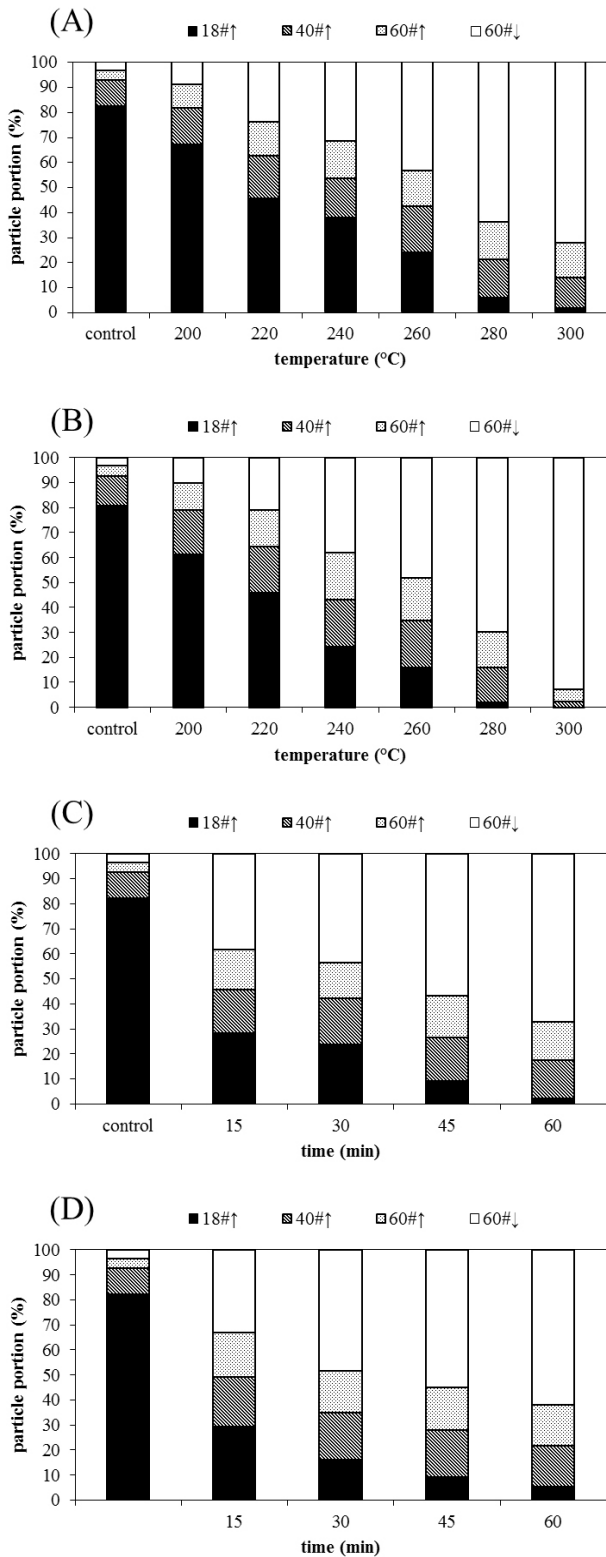 (A)
18#↑ 40#↑ 60#↑ 60#↓
100
90
80
70
60
50
40
30
20
10
0
particle portion (%)
control 200 220 240 260 280 300
temperature (°C)
(B)
18#↑ 40#↑ 60#↑ 60#↓
100
90
80
70
60
50
40
30
20
10
0
particle portion (%)
control 200 220 240 260 280 300
temperature (°C)
(C)
18#↑ 40#↑ 60#↑ 60#↓
100
90
80
70
60
50
40
30
20
10
0
particle portion (%)
control 15 30 45 60
time (min)
(D)
18#↑ 40#↑ 60#↑ 60#↓
100
90
80
70
60
50
40
30
20
10
0
particle portion (%)
15 30 45 60
time (min)